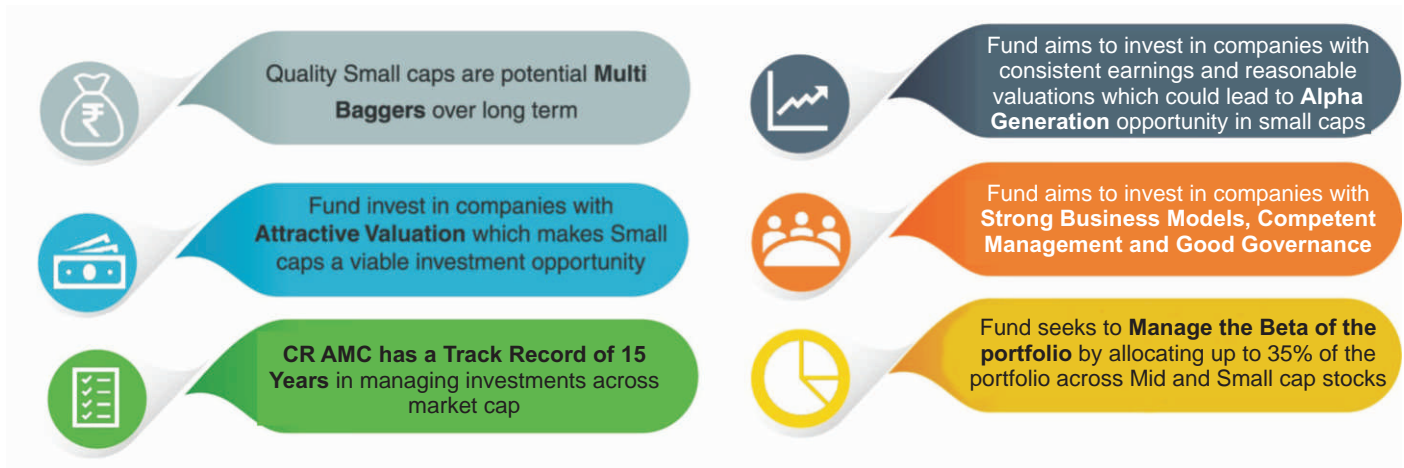 Quality Small caps are potential Multi
Baggers over long term
Fund invest in companies with
Attractive Valuation which makes Small
caps a viable investment opportunity
CR AMC has a Track Record of 15
Years in managing investments across
market cap
Fund aims to invest in companies with
consistent earnings and reasonable
valuations which could lead to Alpha
Generation opportunity in small caps
Fund aims to invest in companies with
Strong Business Models, Competent
Management and Good Governance
Fund seeks to Manage the Beta of the
portfolio by allocating up to 35% of the
portfolio across Mid and Small cap stocks